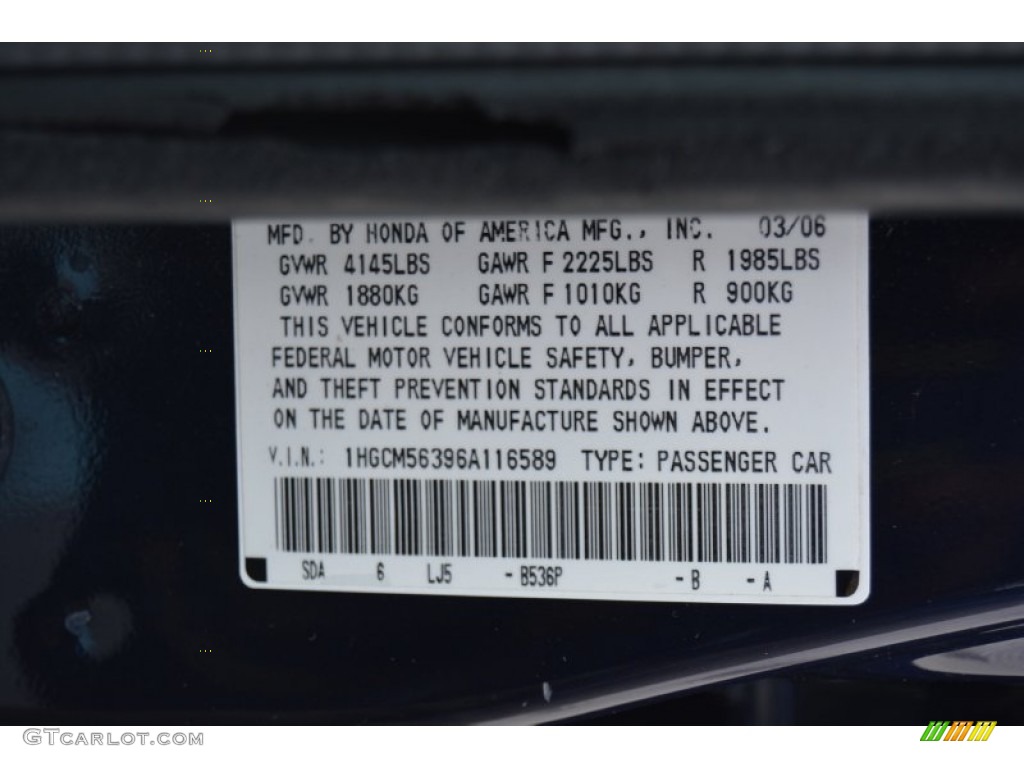 MFD. BY HONDA OF AMERICA MFG., INC. 03/06
GVWR 4145LBS GAWR F 2225LBS R 1985LBS
GVWR 1880KG GAWR F 1010KG R 900KG
THIS VEHICLE CONFORMS TO ALL APPLICABLE
FEDERAL MOTOR VEHICLE SAFETY, BUMPER,
AND THEFT PREVENTION STANDARDS IN EFFECT
ON THE DATE OF MANUFACTURE SHOWN ABOVE.
V.I.N.: 1HGCM56396A116589 TYPE: PASSENGER CAR
SDA 6 LJ5 -B536P -B -A
GTCARLOT.COM